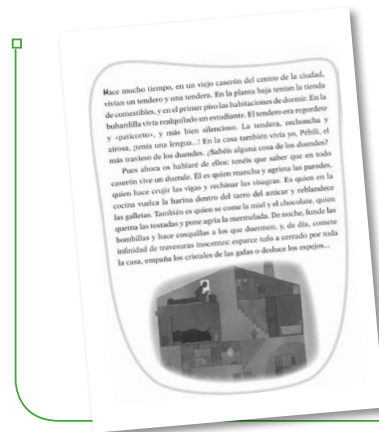 Hace mucho tiempo, en un viejo caserón del centro de la ciudad,
vivían un tendero y una tendera. En la planta baja tenían la tienda
de comestibles, y en el primer piso las habitaciones de dormir. En la
buhardilla vivía realquilado un estudiante. El tendero era regordete
y «paticorto», y más bien silencioso. La tendera, rechoncha y
airosa, ¡tenía una lengua...! En la casa también vivía yo, Pebili, el
más travieso de los duendes. ¿Sabéis alguna cosa de los duendes?
Pues ahora os hablaré de ellos: tenéis que saber que en todo
caserón vive un duende. Él es quien mancha y agrieta las paredes,
quien hace crujir las vigas y rechinar las visagras. Es quien en la
cocina vuelca la harina dentro del tarro del azúcar y reblandece
las galletas. También es quien se come la miel y el chocolate, quien
quema las tostadas y pone agria la mermelada. De noche, funde las
bombillas y hace cosquillas a los que duermen, y, de día, comete
infinidad de travesuras inocentes: esparce tufo a cerrado por toda
la casa, empaña los cristales de las gafas o desluce los espejos...